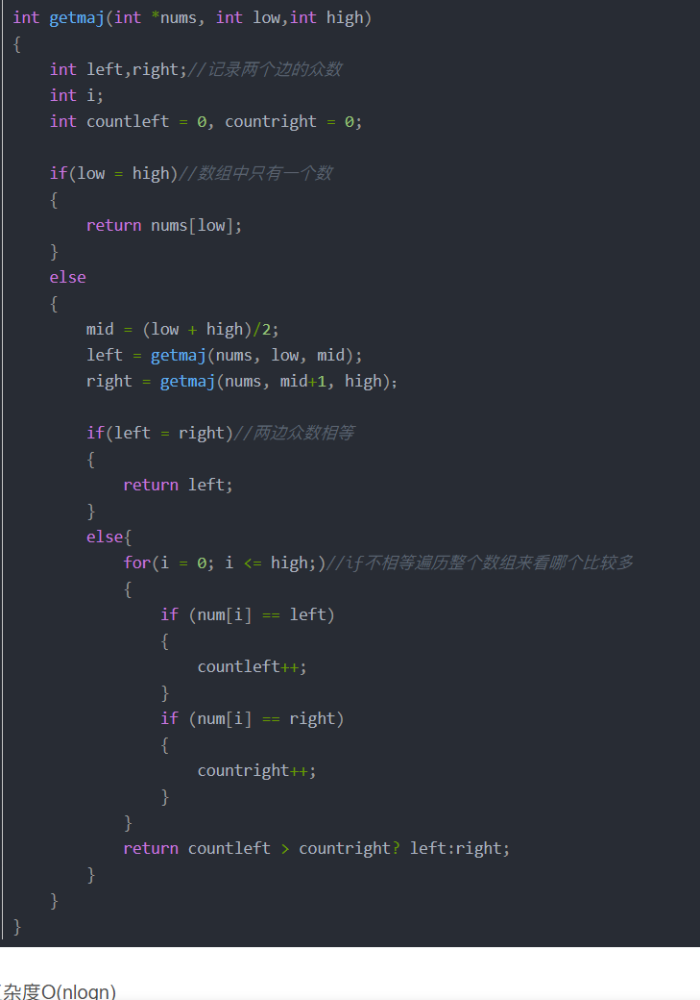 int getmaj(int *nums, int low,int high)
{
    int left,right;//记录两个边的众数
    int i;
    int countleft = 0, countright = 0;
    if(low = high)//数组中只有一个数
    {
        return nums[low];
    }
    else
    {
        mid = (low + high)/2;
        left = getmaj(nums, low, mid);
        right = getmaj(nums, mid+1, high);
        if(left = right)//两边众数相等
        {
            return left;
        }
        else{
            for(i = 0; i <= high;)//if不相等遍历整个数组来看哪个比较多
            {
                if (num[i] == left)
                {
                    countleft++;
                }
                if (num[i] == right)
                {
                    countright++;
                }
            }
            return countleft > countright? left:right;
        }
    }
}
杂度O(nlogn)